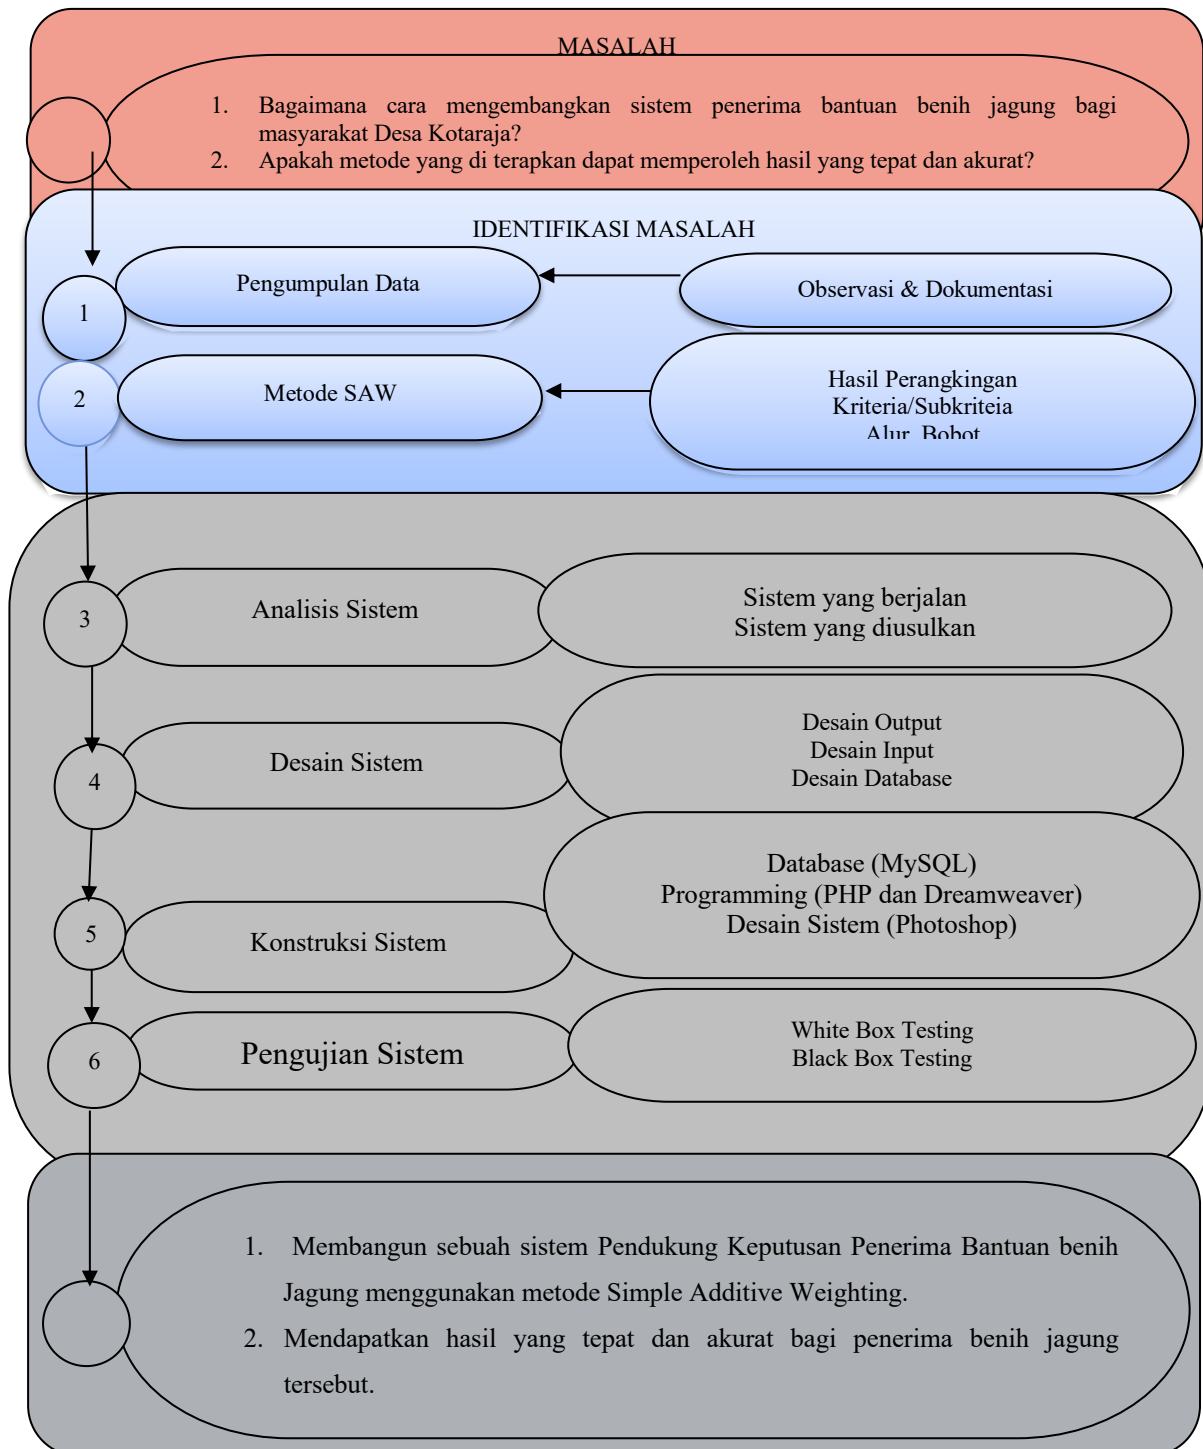 MASALAH
1. Bagaimana cara mengembangkan sistem penerima bantuan benih jagung bagi
masyarakat Desa Kotaraja?
2. Apakah metode yang di terapkan dapat memperoleh hasil yang tepat dan akurat?
IDENTIFIKASI MASALAH
1
Pengumpulan Data
Observasi & Dokumentasi
2
Metode SAW
Hasil Perangkingan
Kriteria/Subkriteia
Alur Bobot
3
Analisis Sistem
Sistem yang berjalan
Sistem yang diusulkan
4
Desain Sistem
Desain Output
Desain Input
Desain Database
5
Konstruksi Sistem
Database (MySQL)
Programming (PHP dan Dreamweaver)
Desain Sistem (Photoshop)
6
Pengujian Sistem
White Box Testing
Black Box Testing
1. Membangun sebuah sistem Pendukung Keputusan Penerima Bantuan benih
Jagung menggunakan metode Simple Additive Weighting.
2. Mendapatkan hasil yang tepat dan akurat bagi penerima benih jagung
tersebut.